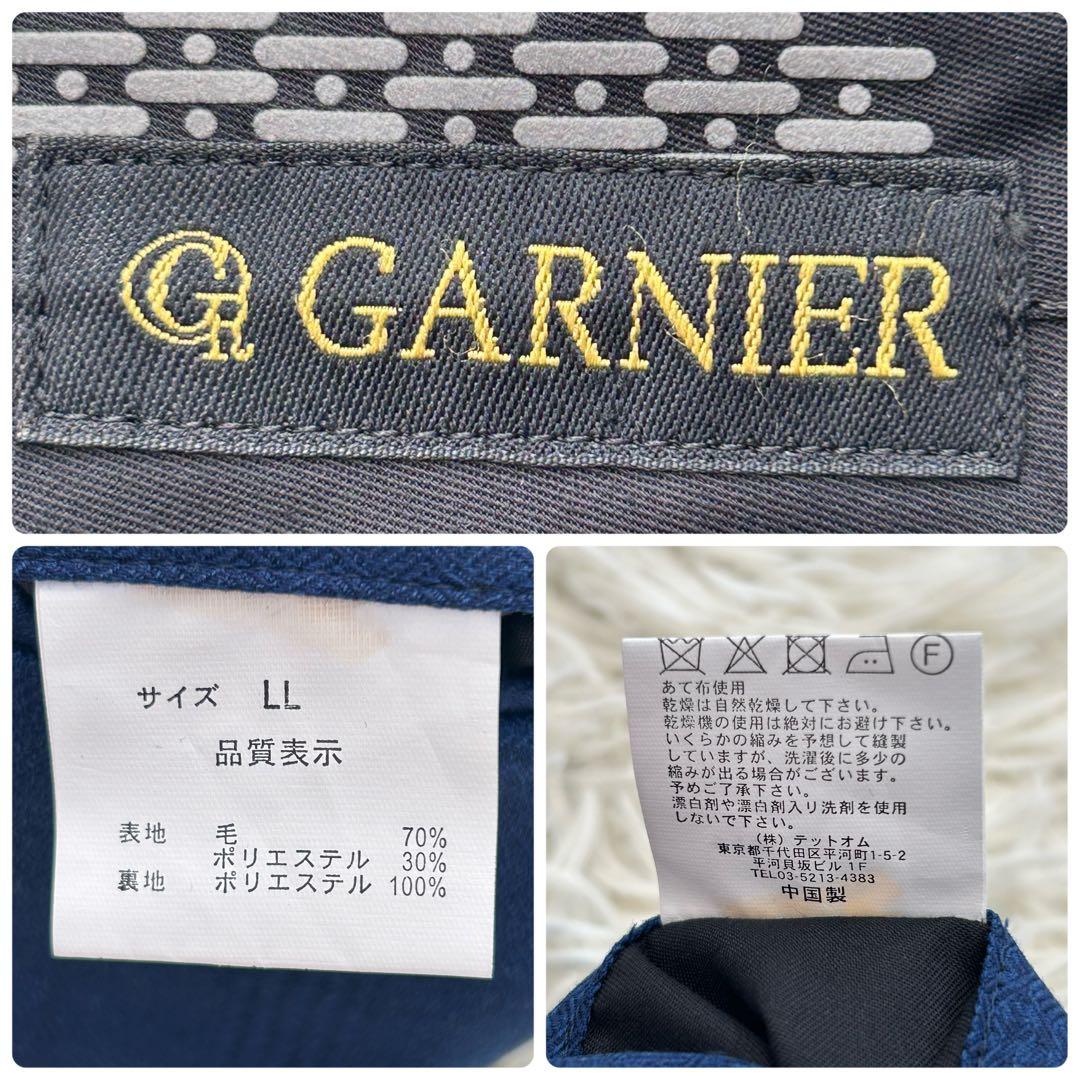 GR GARNIER
サイズ LL
品質表示
表地 毛 70%
ポリエステル 30%
裏地 ポリエステル 100%
F
あて布使用
乾燥は自然乾燥して下さい。
乾燥機の使用は絶対にお避け下さい。
いくらかの縮みを予想して縫製
していますが、洗濯後に多少の
縮みが出る場合がございます。
予めご了承下さい。
漂白剤や漂白剤入り洗剤を使用
しないで下さい。
(株) テットオム
東京都千代田区平河町1-5-2
平河貝坂ビル 1F
TEL03-5213-4383
中国製